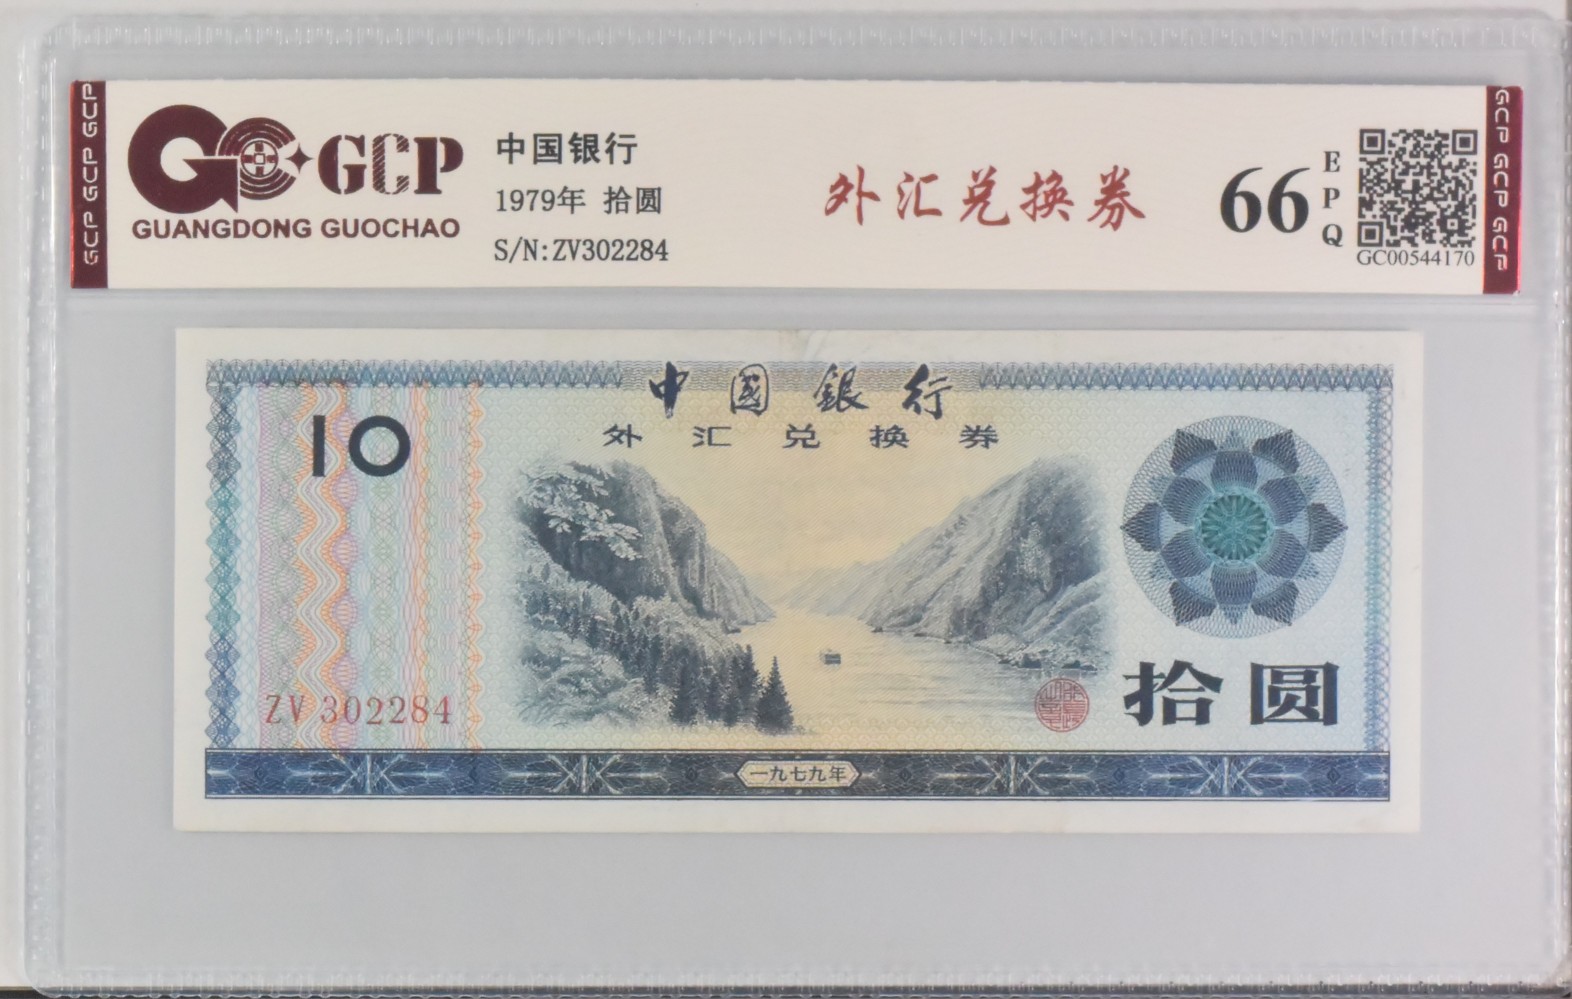 GCP GCP GCP
GCP
GUANGDONG GUOCHAO
中国银行
1979年 拾圆
S/N:ZV302284
外汇兑换券
66
EPQ
GC00544170
GCP GCP GCP
中國銀行
外汇兑换券
10
ZV 302284
拾圆
一九七九年